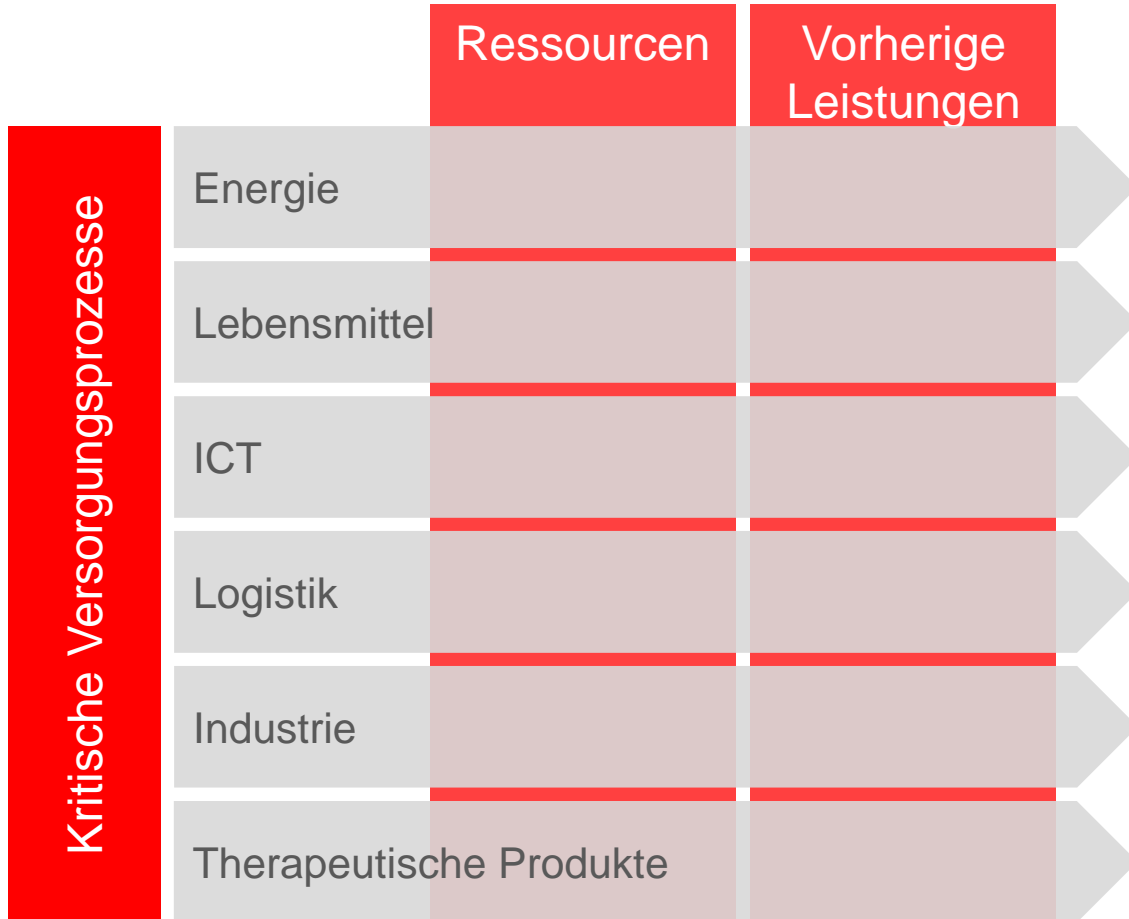 Ressourcen
Vorherige
Leistungen
Kritische Versorgungsprozesse
Energie
Lebensmittel
ICT
Logistik
Industrie
Therapeutische Produkte